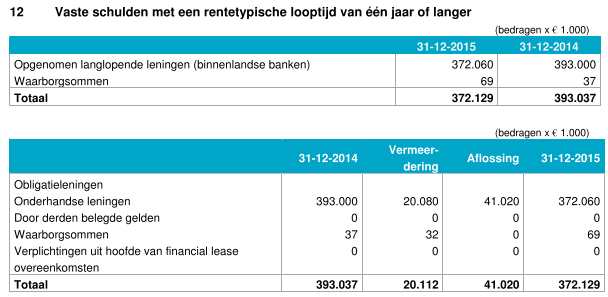 12 Vaste schulden met een rentetypische looptijd van één jaar of langer
(bedragen x € 1.000)
31-12-2015 31-12-2014
Opgenomen langlopende leningen (binnenlandse banken) 372.060 393.000
Waarborgsommen 69 37
Totaal 372.129 393.037
(bedragen x € 1.000)
31-12-2014 Vermeer-
dering Aflossing 31-12-2015
Obligatieleningen
Onderhandse leningen 393.000 20.080 41.020 372.060
Door derden belegde gelden 0 0 0 0
Waarborgsommen 37 32 0 69
Verplichtingen uit hoofde van financial lease 0 0 0 0
overeenkomsten
Totaal 393.037 20.112 41.020 372.129